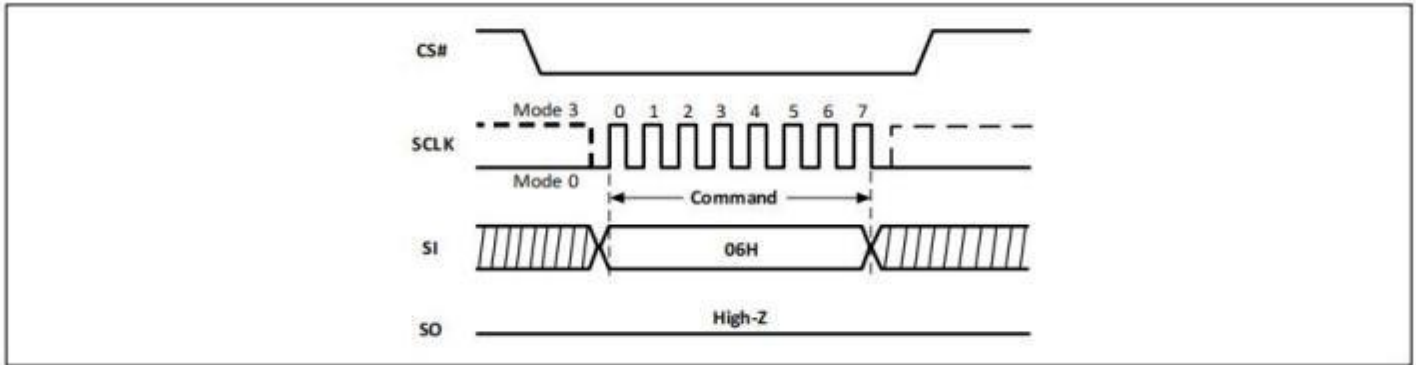 CS#
Mode 3 0 1 2 3 4 5 6 7
SCLK
Mode 0
Command
SI
06H
High-Z
SO